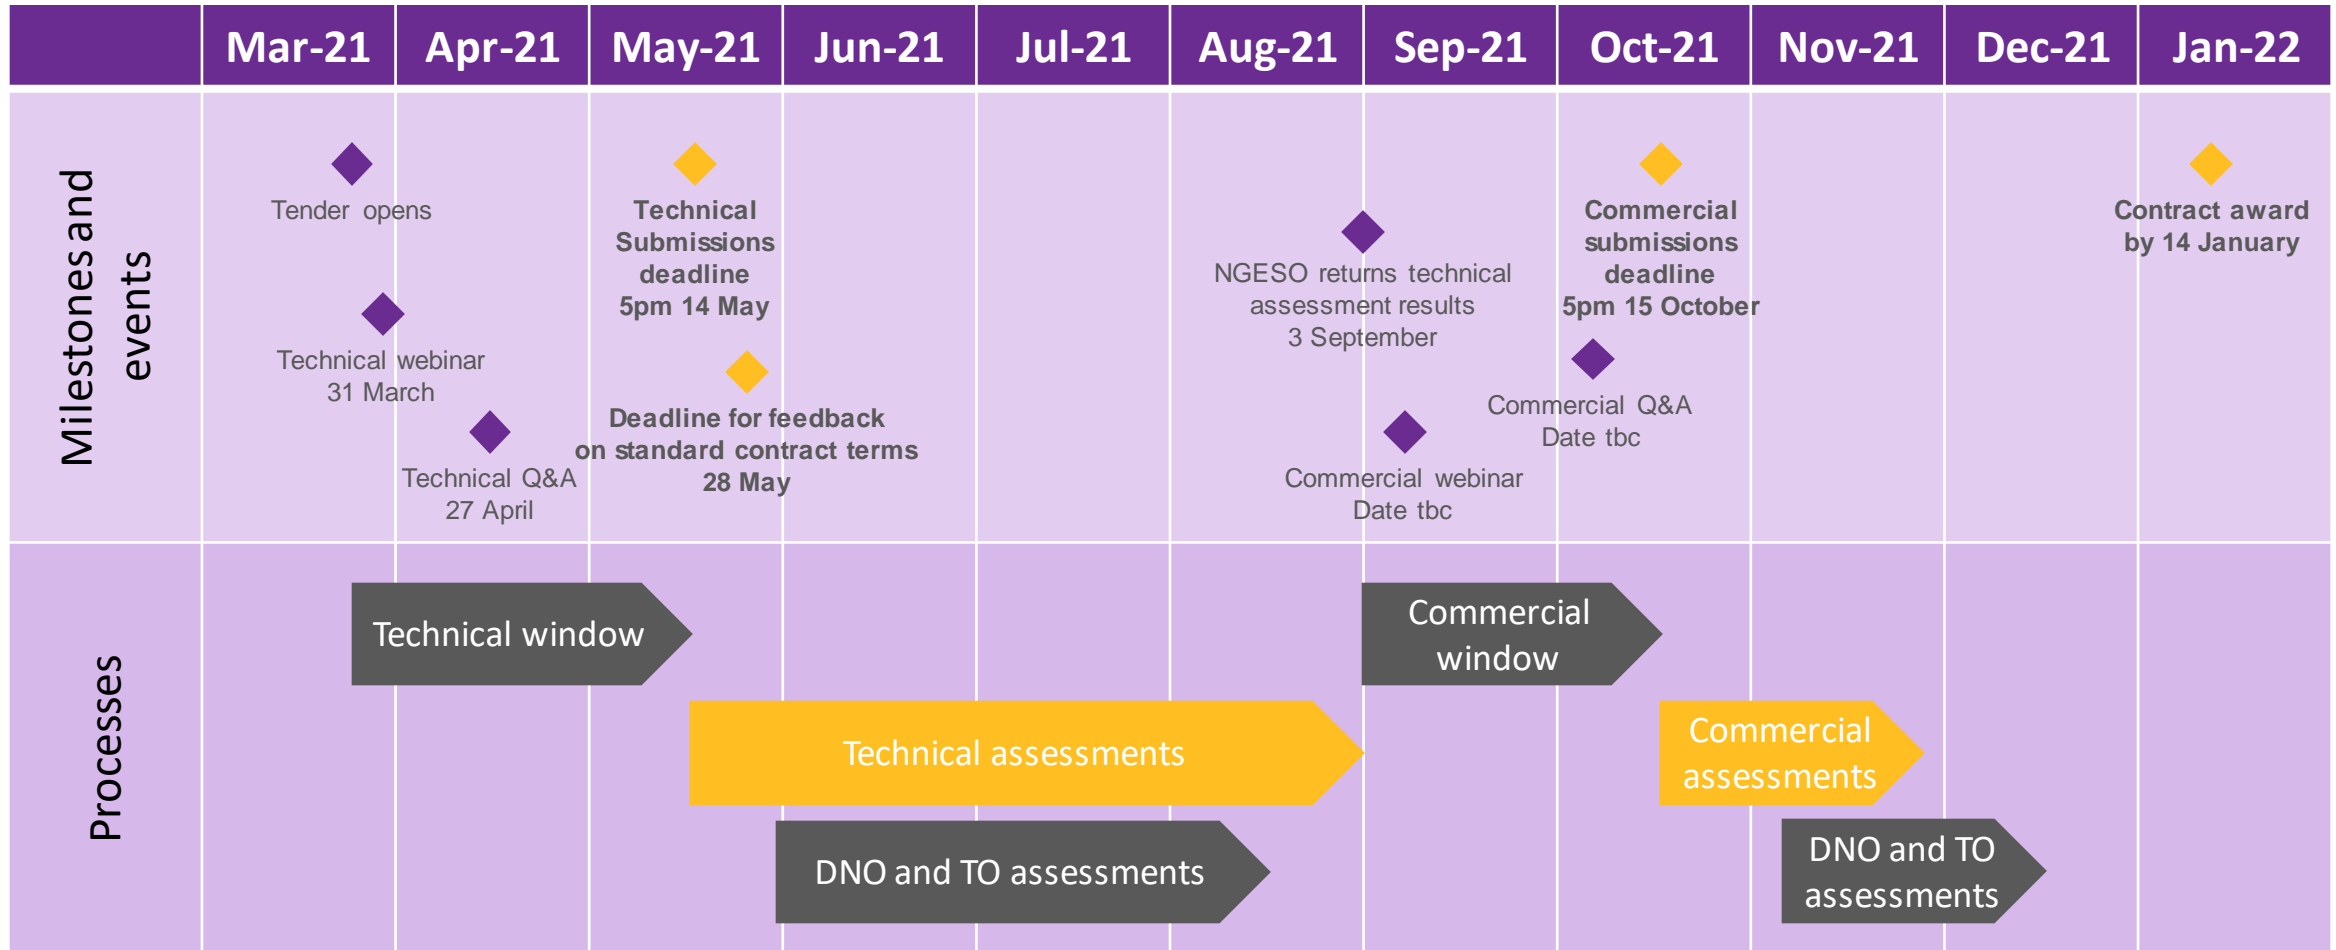 Mar-21
Apr-21
May-21
Jun-21
Jul-21
Aug-21
Sep-21
Oct-21
Nov-21
Dec-21
Jan-22
Milestones and
events
Tender opens
Technical webinar
31 March
Technical Q&A
27 April
Technical
Submissions
deadline
5pm 14 May
Deadline for feedback
on standard contract terms
28 May
NGESO returns technical
assessment results
3 September
Commercial webinar
Date tbc
Commercial
submissions
deadline
5pm 15 October
Commercial Q&A
Date tbc
Contract award
by 14 January
Processes
Technical window
Commercial
window
Technical assessments
Commercial
assessments
DNO and TO assessments
DNO and TO
assessments